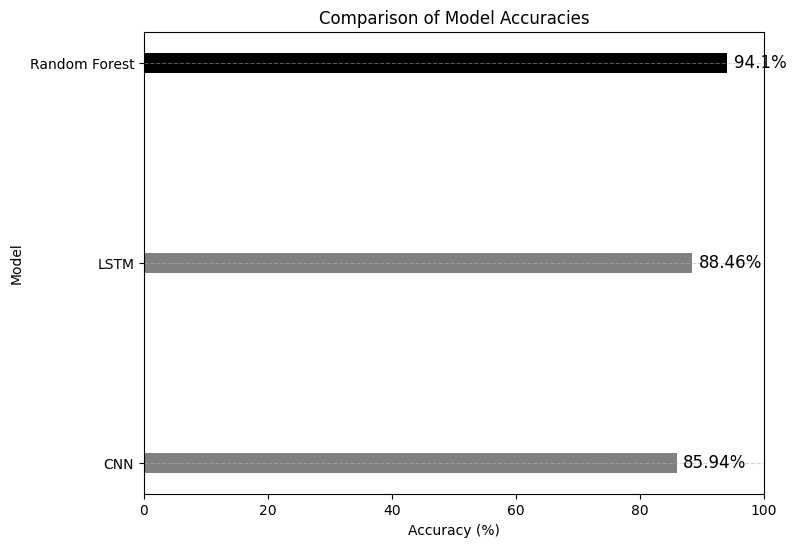 Comparison of Model Accuracies
Random Forest
94.1%
LSTM
88.46%
CNN
85.94%
Model
0 20 40 60 80 100
Accuracy (%)